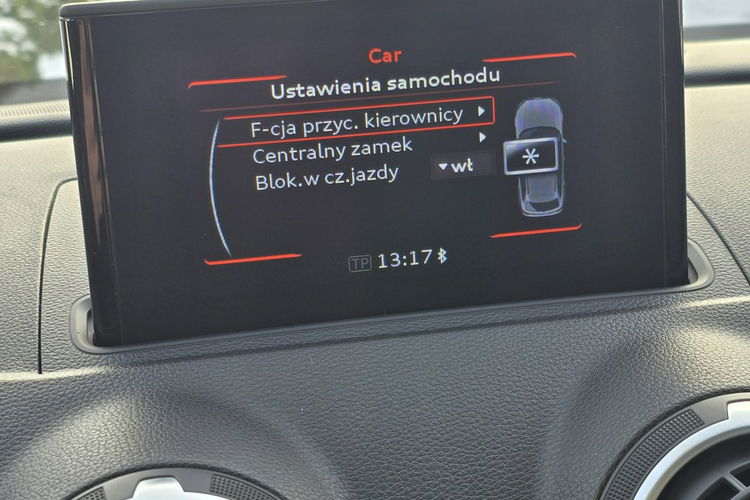 Car
Ustawienia samochodu
F-cja przyc. kierownicy
Centralny zamek
Blok.w cz.jazdy wł
TP 13:17